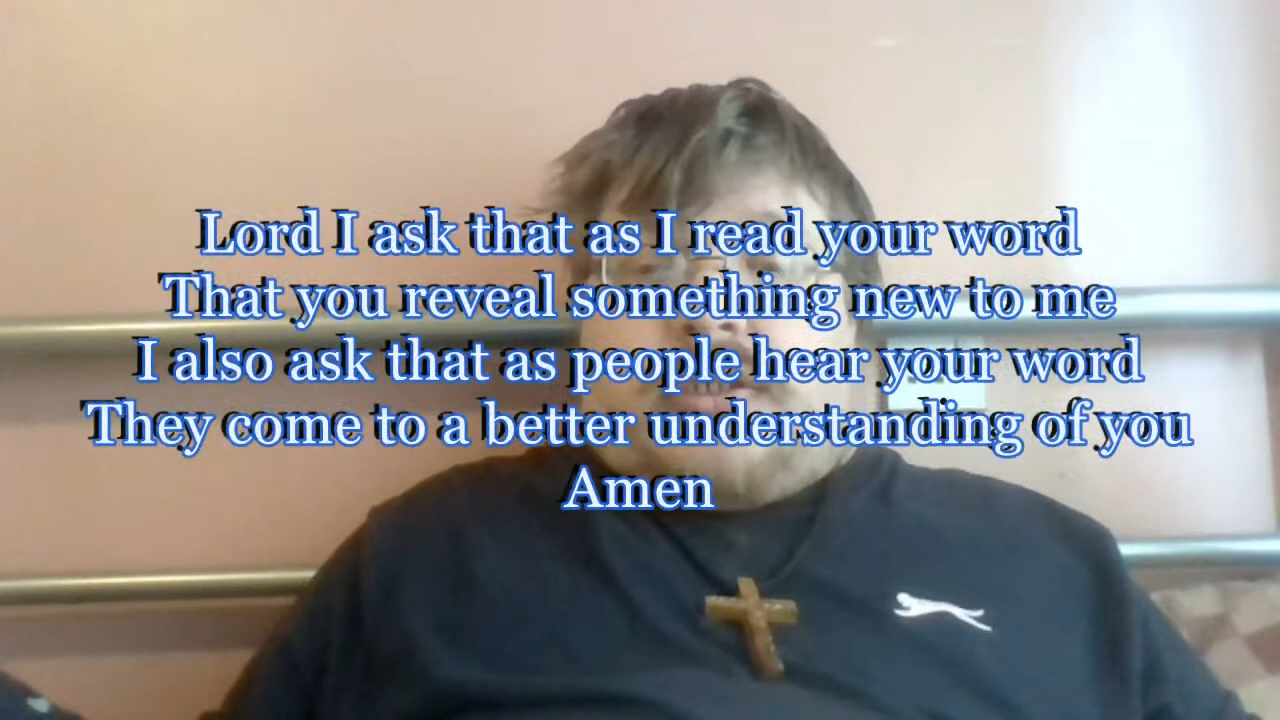 Lord I ask that as I read your word
That you reveal something new to me
I also ask that as people hear your word
They come to a better understanding of you
Amen